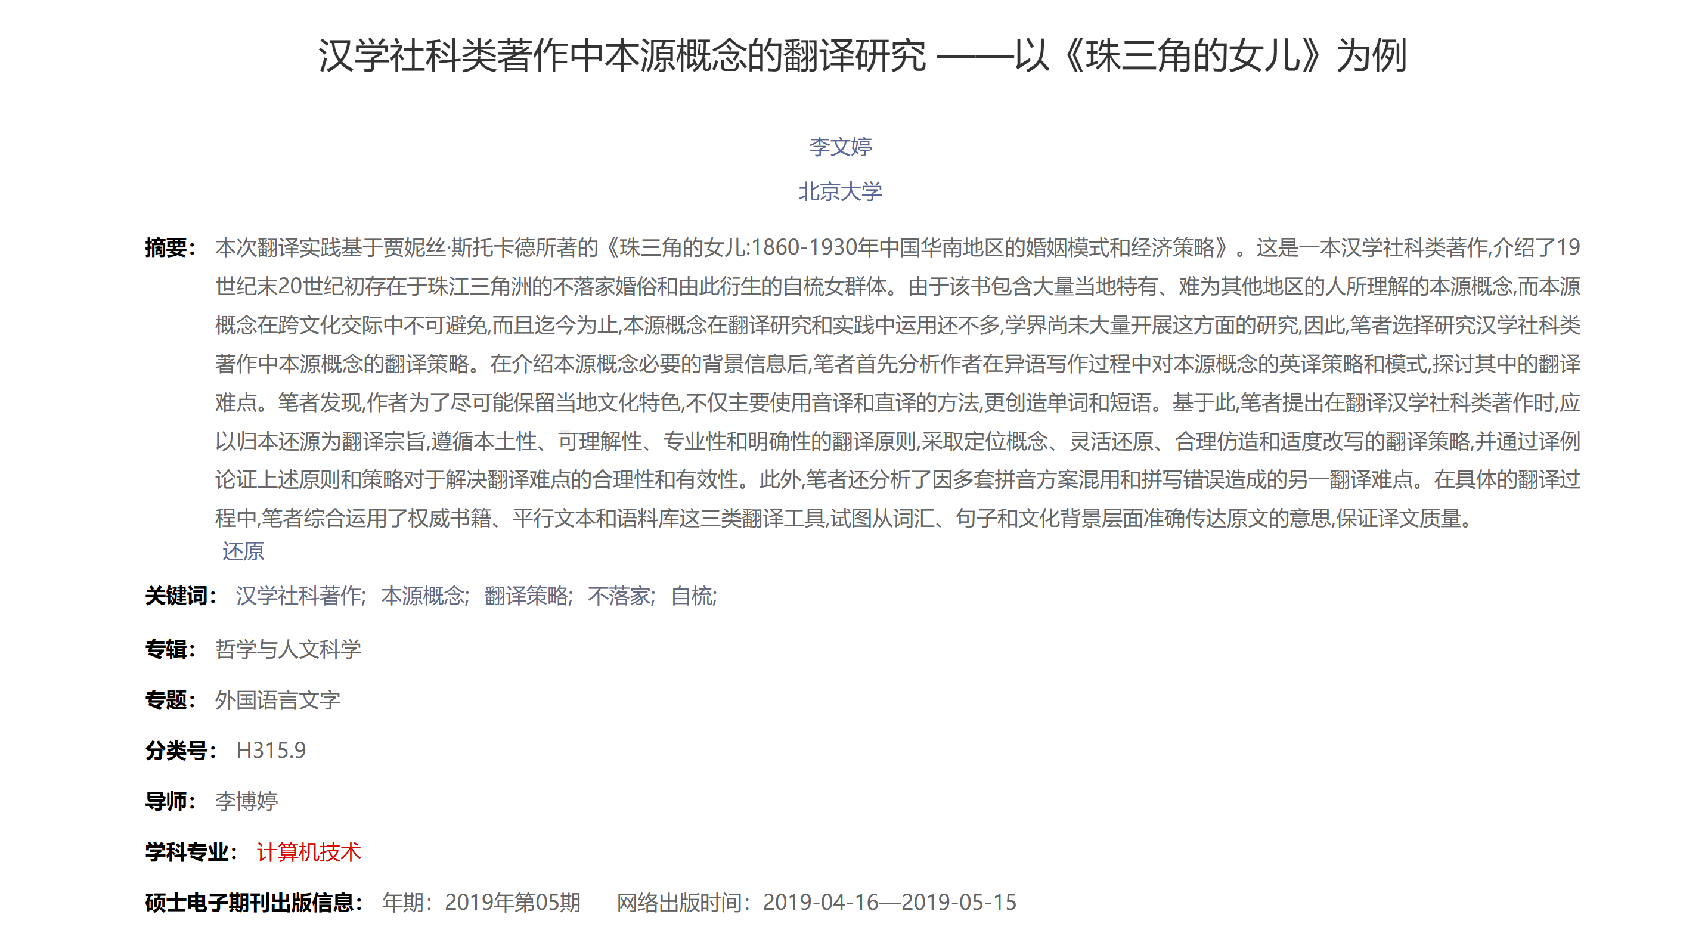 汉学社科类著作中本源概念的翻译研究 ——以《珠三角的女儿》为例
李文婷
北京大学
摘要： 本次翻译实践基于贾妮丝·斯托卡德所著的《珠三角的女儿:1860-1930年中国华南地区的婚姻模式和经济策略》。这是一本汉学社科类著作,介绍了19
世纪末20世纪初存在于珠江三角洲的不落家婚俗和由此衍生的自梳女群体。由于该书包含大量当地特有、难为其他地区的人所理解的本源概念,而本源
概念在跨文化交际中不可避免,而且迄今为止,本源概念在翻译研究和实践中运用还不多,学界尚未大量开展这方面的研究,因此,笔者选择研究汉学社科类
著作中本源概念的翻译策略。在介绍本源概念必要的背景信息后,笔者首先分析作者在异语写作过程中对本源概念的英译策略和模式,探讨其中的翻译
难点。笔者发现,作者为了尽可能保留当地文化特色,不仅主要使用音译和直译的方法,更创造单词和短语。基于此,笔者提出在翻译汉学社科类著作时,应
以归本还源为翻译宗旨,遵循本土性、可理解性、专业性和明确性的翻译原则,采取定位概念、灵活还原、合理仿造和适度改写的翻译策略,并通过译例
论证上述原则和策略对于解决翻译难点的合理性和有效性。此外,笔者还分析了因多套拼音方案混用和拼写错误造成的另一翻译难点。在具体的翻译过
程中,笔者综合运用了权威书籍、平行文本和语料库这三类翻译工具,试图从词汇、句子和文化背景层面准确传达原文的意思,保证译文质量。
还原
关键词： 汉学社科著作; 本源概念; 翻译策略; 不落家; 自梳;
专辑： 哲学与人文科学
专题： 外国语言文字
分类号： H315.9
导师： 李博婷
学科专业： 计算机技术
硕士电子期刊出版信息： 年期：2019年第05期 网络出版时间：2019-04-16—2019-05-15